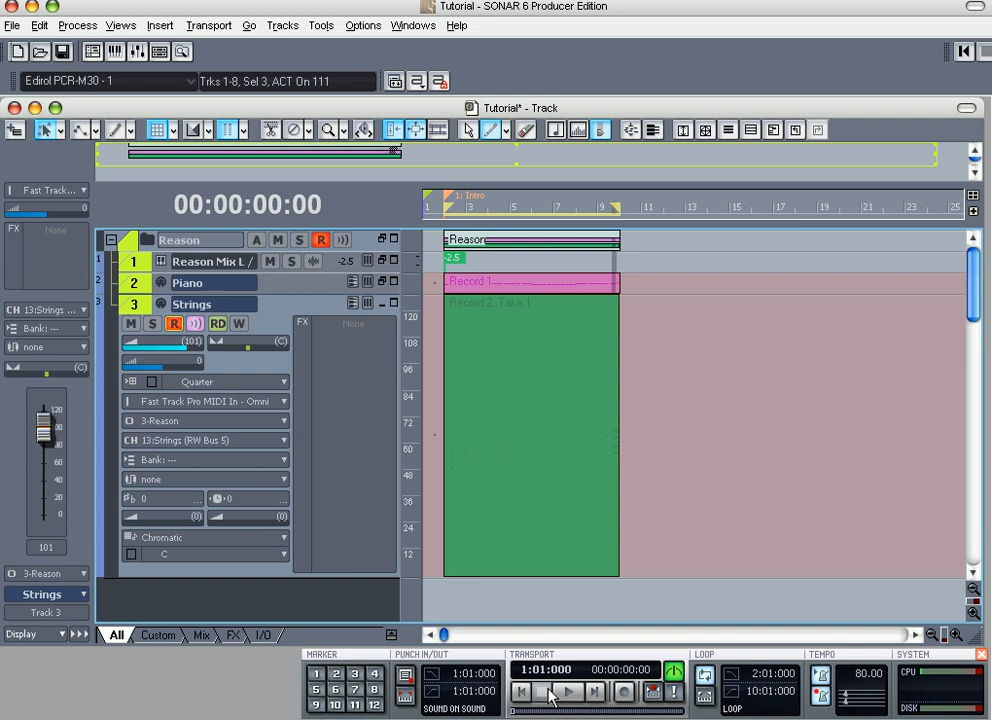 Tutorial - SONAR 6 Producer Edition
File Edit Process Views Insert Transport Go Tracks Tools Options Windows Help
Edirol PCR-M30 - 1
Trks 1-8, Sel 3, ACT On 111
Tutorial* - Track
Fast Track...
0
FX
None
CH 13:Strings ...
Bank: ---
none
(C)
120
60
48
20
0
101
3-Reason
Strings
Track 3
Display
00:00:00:00
1: Intro
1 3 5 7 9 11 13 15 17 19 21 23 25
Reason A M S R
1 1 Reason Mix L / M S -2.5
2 2 Piano
3 3 Strings
M S R RD W
(101) (C)
0
Quarter
Fast Track Pro MIDI In - Omni
3-Reason
CH 13:Strings (RW Bus 5)
Bank: ---
none
0 ... 0 ...
(0) (0)
Chromatic
C
FX None
120
108
96
84
72
60
48
36
24
12
Reason
-2.5
Record 1
Record 2, Take 1
All Custom Mix FX I/O
MARKER
1 2 3 4
5 6 7 8
9 10 11 12
PUNCH IN/OUT
1:01:000
1:01:000
SOUND ON SOUND
TRANSPORT
1:01:000 00:00:00:00
LOOP
2:01:000
10:01:000
LOOP
TEMPO
80.00
4
4
SYSTEM
CPU
DISK